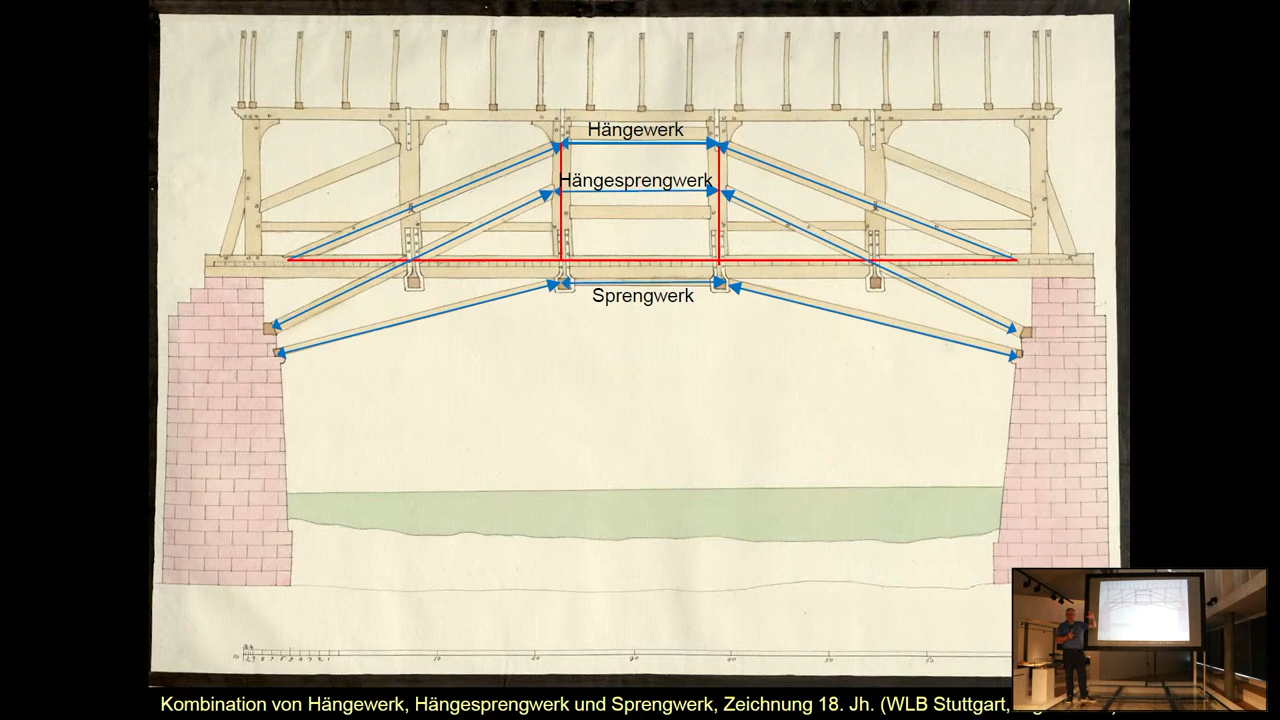 Hängewerk
Hängesprengwerk
Sprengwerk
Kombination von Hängewerk, Hängesprengwerk und Sprengwerk, Zeichnung 18. Jh. (WLB Stuttgart,